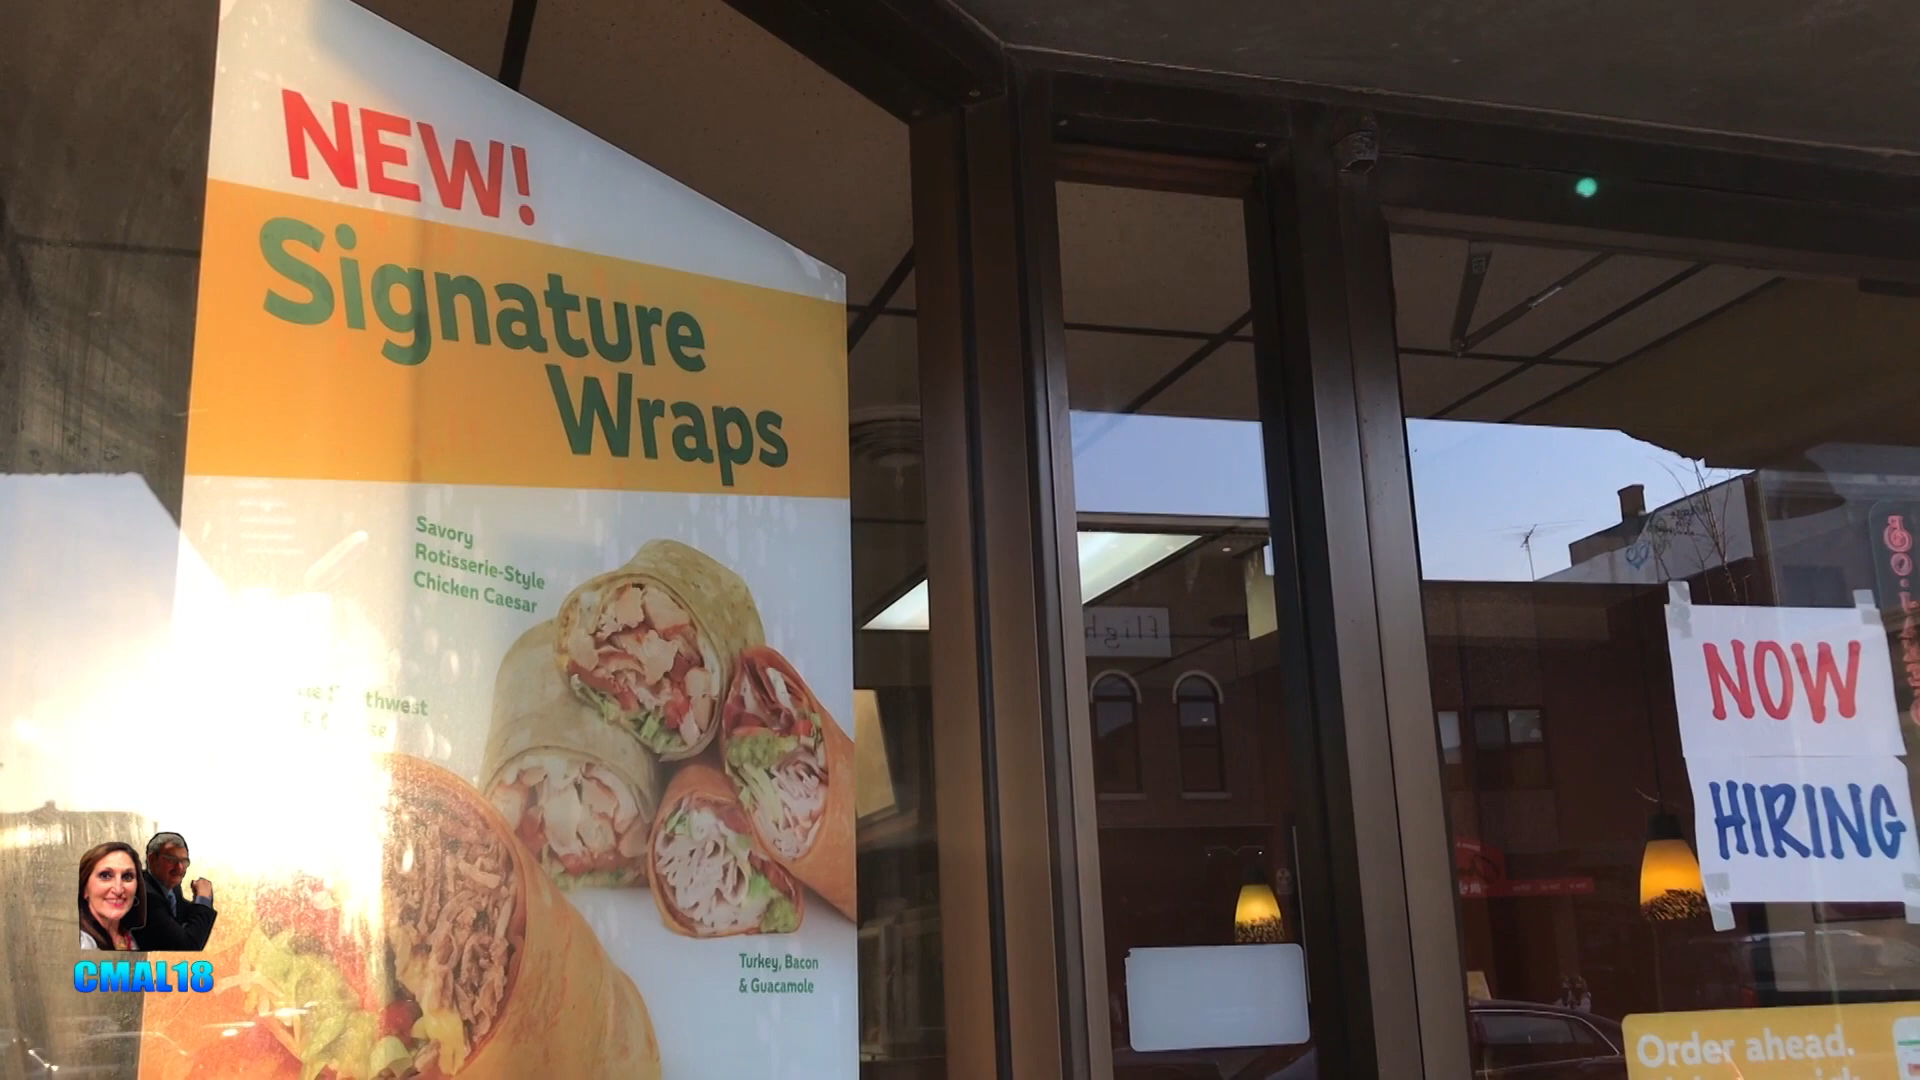 NEW!
Signature
Wraps
Savory
Rotisserie-Style
Chicken Caesar
thwest
Turkey, Bacon
& Guacamole
NOW
HIRING
Order ahead.
CMAL18